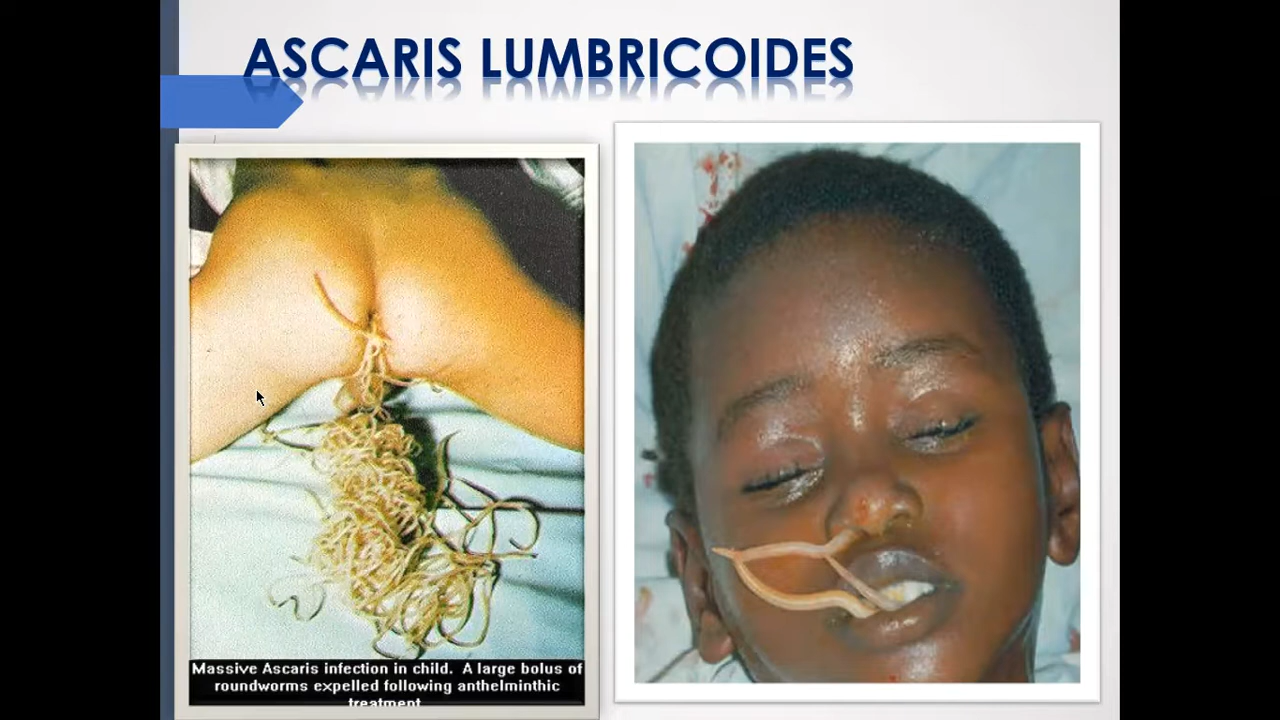 ASCARIS LUMBRICOIDES
Massive Ascaris infection in child. A large bolus of
roundworms expelled following anthelminthic
treatment